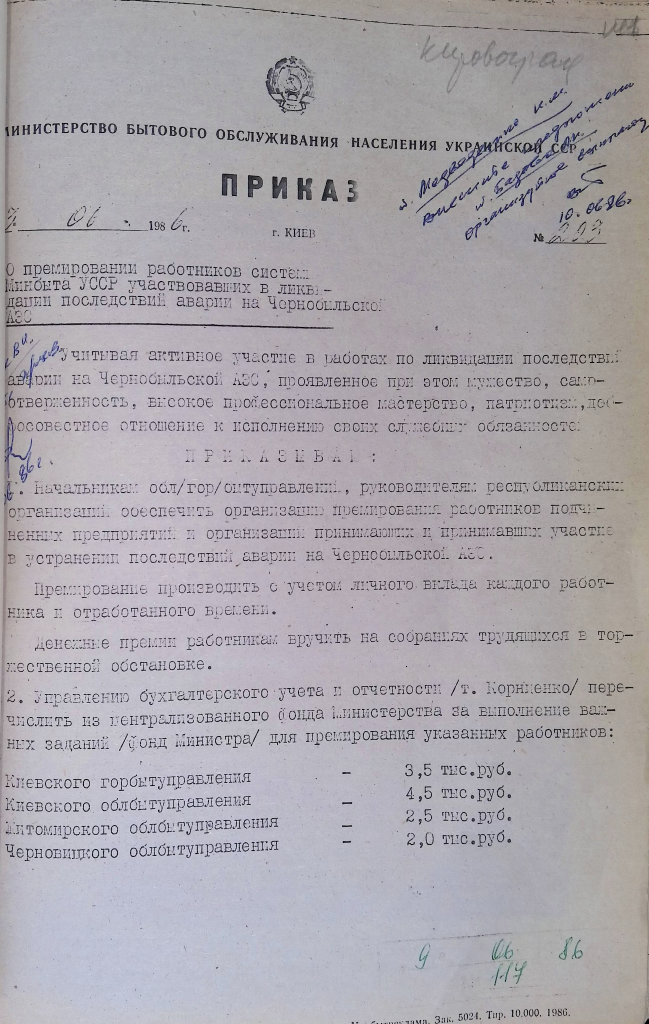 Кировоград
МИНИСТЕРСТВО БЫТОВОГО ОБСЛУЖИВАНИЯ НАСЕЛЕНИЯ УКРАИНСКОЙ ССР
ПРИКАЗ
10.06.86
06. 1986г.
г. КИЕВ
№ 299
О премировании работников систем
Минбыта УССР участвовавших в ликви-
дации последствий аварии на Чернобыльской
АЭС
Учитывая активное участие в работах по ликвидации последствий
аварии на Чернобыльской АЭС, проявленное при этом мужество, само-
отверженность, высокое профессиональное мастерство, патриотизм, доб-
росовестное отношение к исполнению своих служебных обязанносте
ПРИКАЗЫВАЮ:
1. Начальникам обл/гор/бытуправлений, руководителям республикански
организаций обеспечить организацию премирования работников подчи-
ненных предприятий и организаций принимающих и принимавших участие
в устранении последствий аварии на Чернобыльской АЭС.
Премирование производить с учетом личного вклада каждого работ-
ника и отработанного времени.
Денежные премии работникам вручить на собраниях трудящихся в тор-
жественной обстановке.
2. Управлению бухгалтерского учета и отчетности /т. Корниенко/ пере-
числить из централизованного фонда Министерства за выполнение важ-
ных заданий /фонд Министра/ для премирования указанных работников:
Киевского горбытуправления - 3,5 тыс.руб.
Киевского облбытуправления - 4,5 тыс.руб.
Житомирского облбытуправления - 2,5 тыс.руб.
Черновицкого облбытуправления - 2,0 тыс.руб.
9 06 86
117
Зак. 5024. Тир. 10.000, 1986.